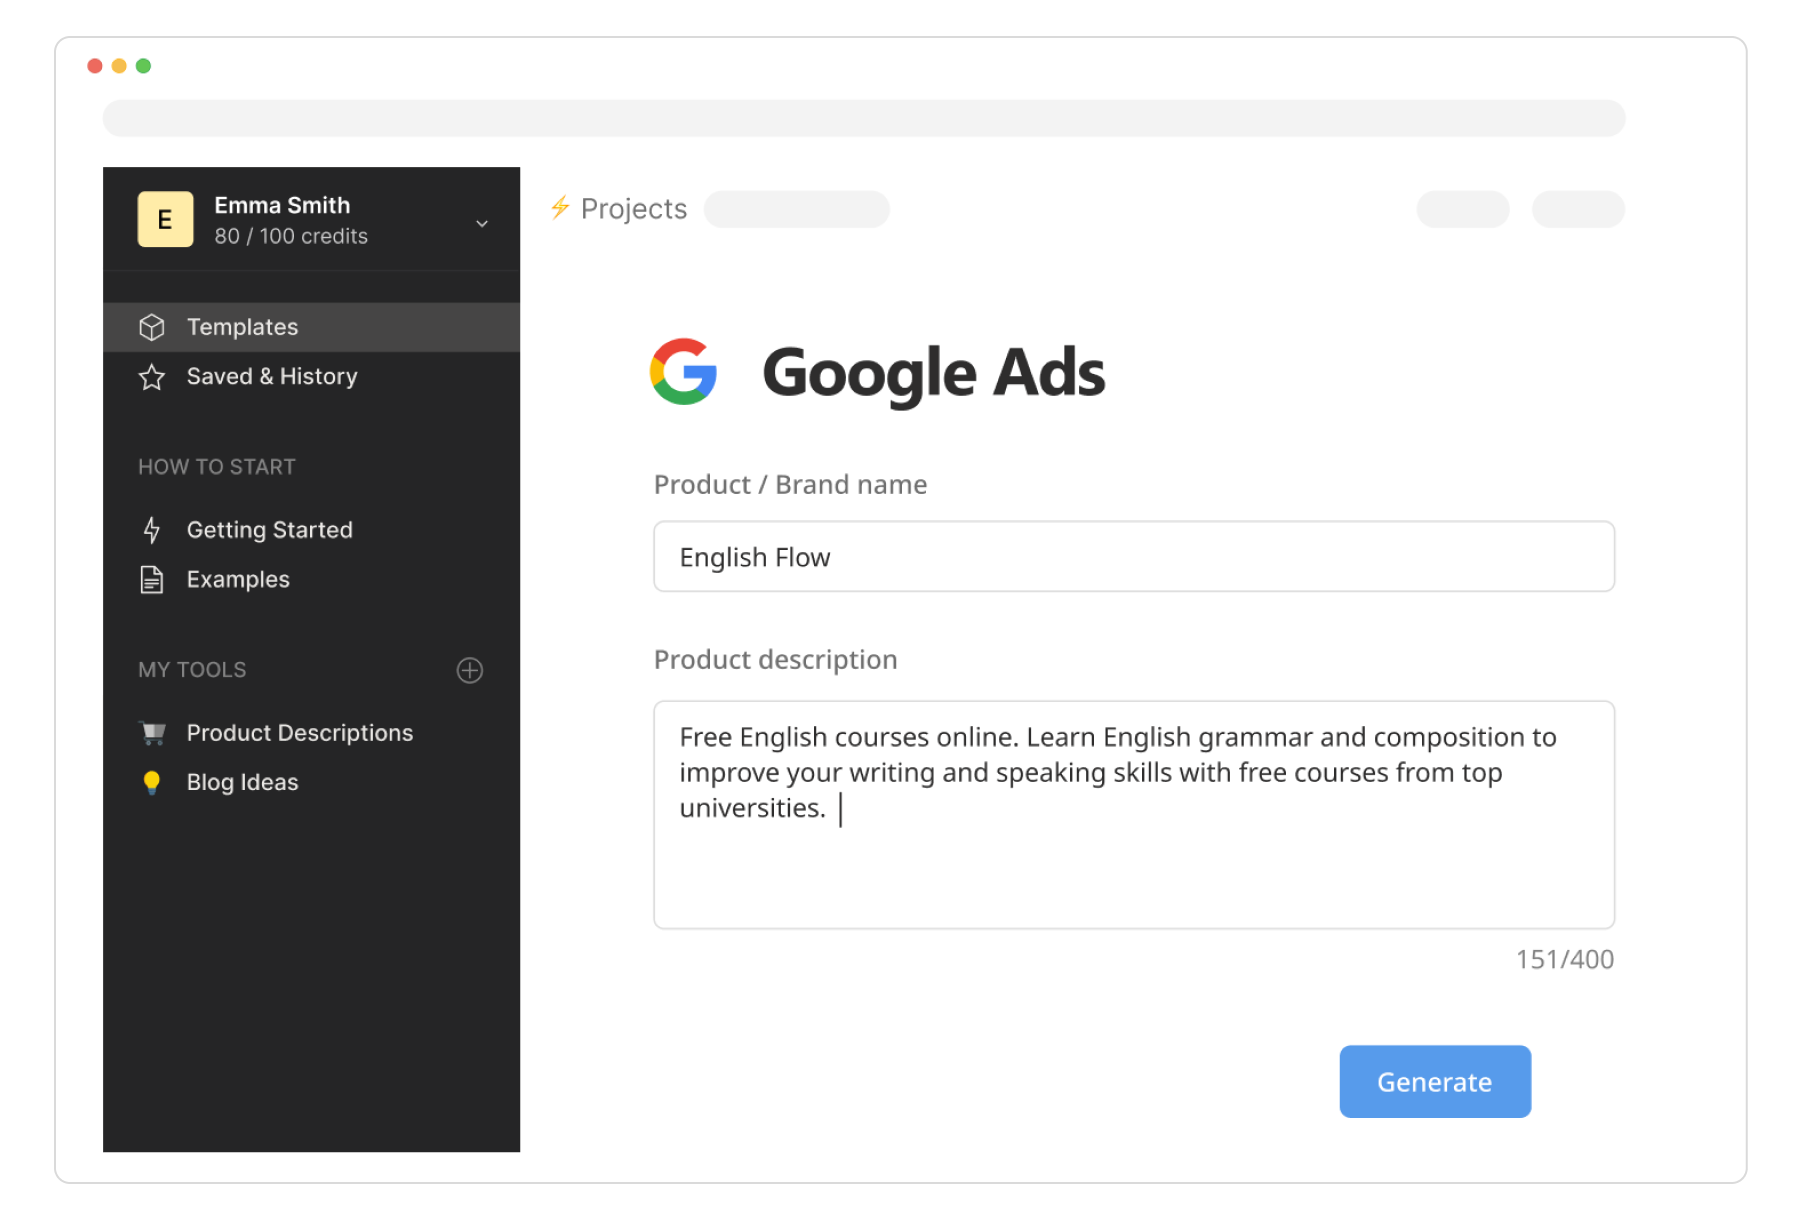 E
Emma Smith
80 / 100 credits
Templates
Saved & History
HOW TO START
Getting Started
Examples
MY TOOLS
Product Descriptions
Blog Ideas
Projects
Google Ads
Product / Brand name
English Flow
Product description
Free English courses online. Learn English grammar and composition to
improve your writing and speaking skills with free courses from top
universities.
151/400
Generate